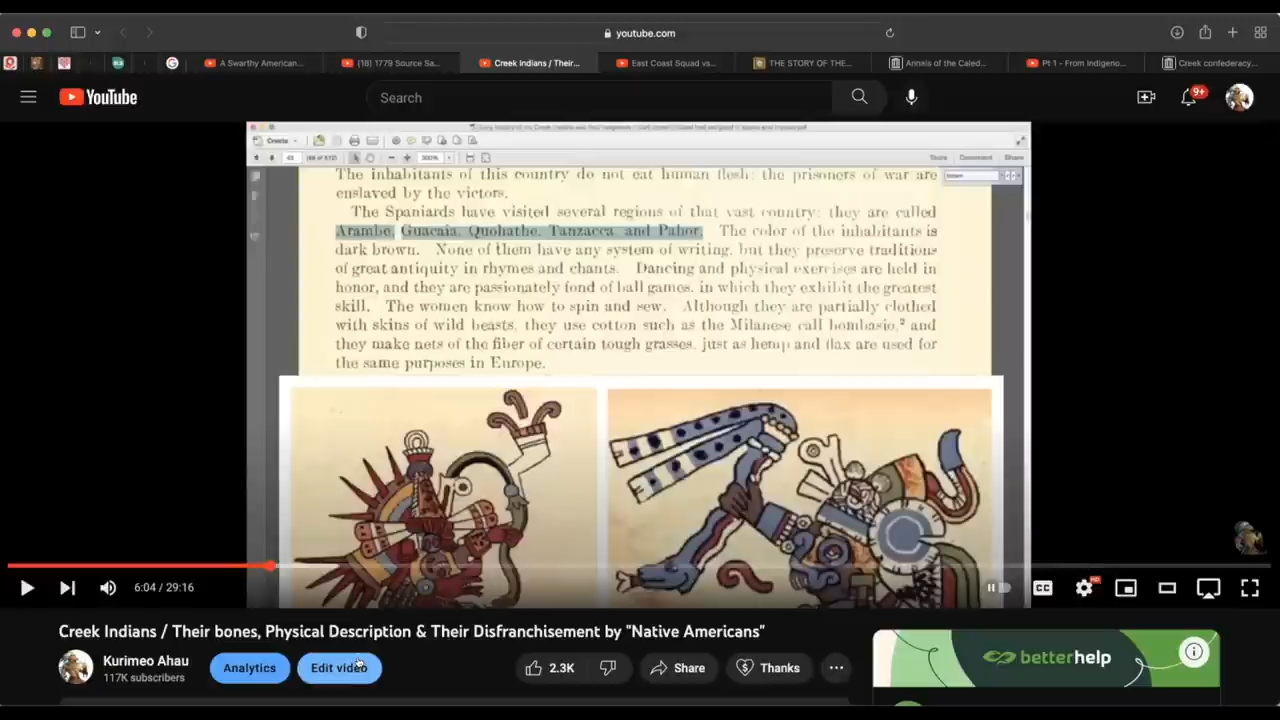 youtube.com
A Swarthy American...
(18) 1779 Source Sa...
Creek Indians / Their...
East Coast Squad vs...
THE STORY OF THE...
Annals of the Caled...
Pt 1 - From Indigeno...
Creek confederacy...
YouTube
Search
9+
Create
300%
Tools
Comment
Share
The inhabitants of this country do not eat human flesh; the prisoners of war are
enslaved by the victors.
The Spaniards have visited several regions of that vast country; they are called
Arambe, Guacaia, Quohathe, Tanzacca, and Pahor. The color of the inhabitants is
dark brown. None of them have any system of writing, but they preserve traditions
of great antiquity in rhymes and chants. Dancing and physical exercises are held in
honor, and they are passionately fond of ball games, in which they exhibit the greatest
skill. The women know how to spin and sew. Although they are partially clothed
with skins of wild beasts, they use cotton such as the Milanese call bombasio,² and
they make nets of the fiber of certain tough grasses, just as hemp and flax are used for
the same purposes in Europe.
6:04 / 29:16
CC
HD
Creek Indians / Their bones, Physical Description & Their Disfranchisement by "Native Americans"
Kurimeo Ahau
117K subscribers
Analytics
Edit video
2.3K
Share
Thanks
betterhelp